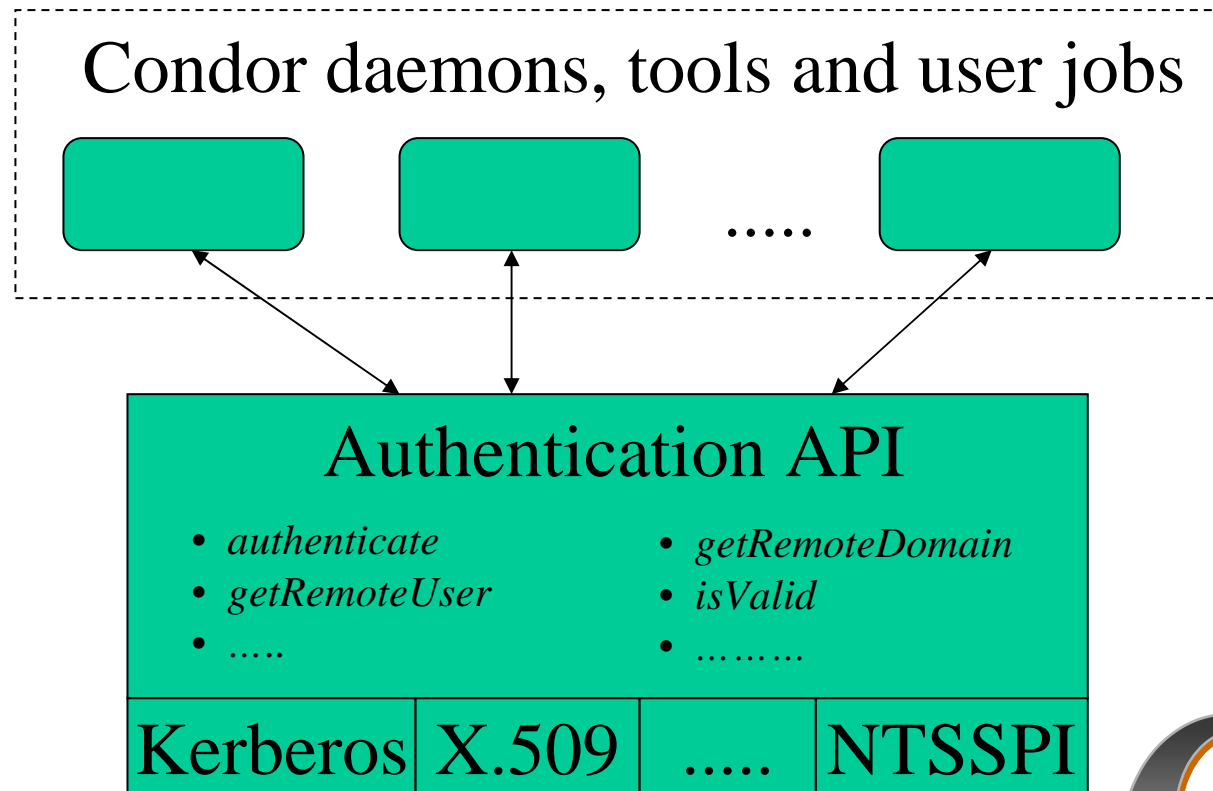 Condor daemons, tools and user jobs
.....
Authentication API
• authenticate
• getRemoteUser
• …..
• getRemoteDomain
• isValid
• ………
Kerberos X.509 ..... NTSSPI